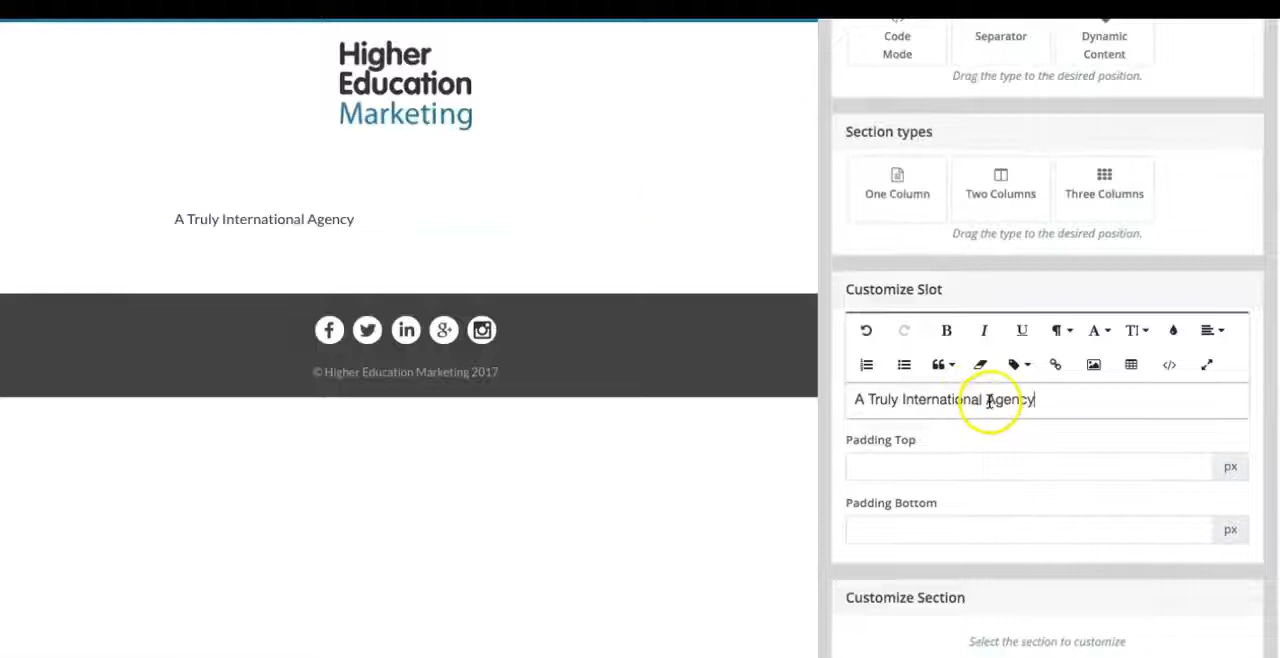 Higher
Education
Marketing
A Truly International Agency
© Higher Education Marketing 2017
Code
Mode
Separator
Dynamic
Content
Drag the type to the desired position.
Section types
One Column
Two Columns
Three Columns
Drag the type to the desired position.
Customize Slot
A Truly International Agency
Padding Top
px
Padding Bottom
px
Customize Section
Select the section to customize